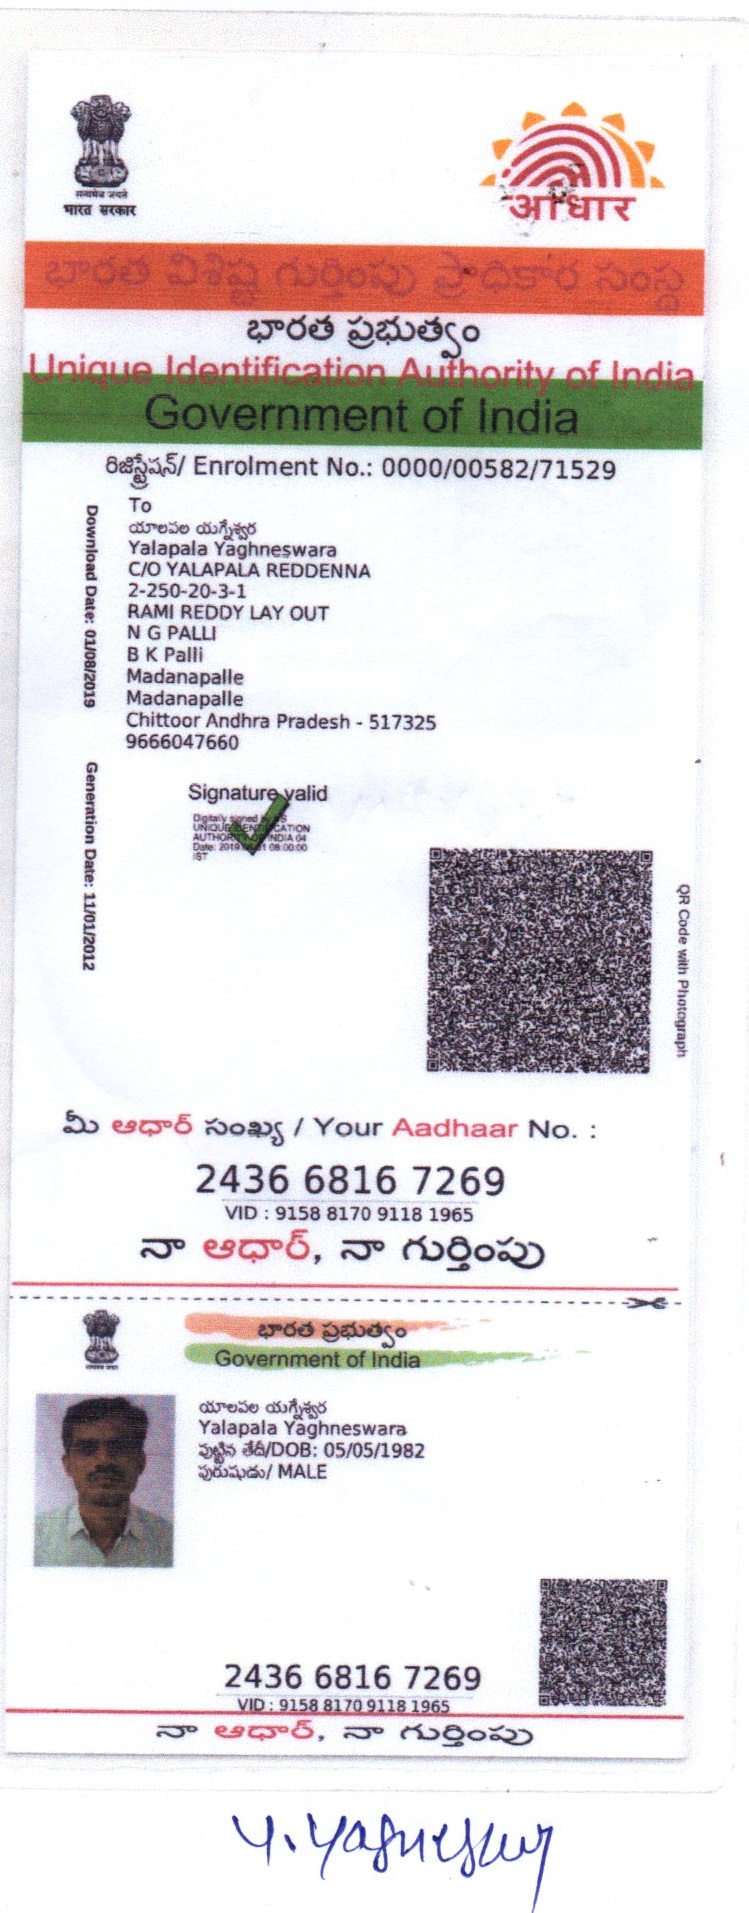 सत्यमेव जयते
भारत सरकार
आधार
భారత విశిష్ట గుర్తింపు ప్రాధికార సంస్థ
భారత ప్రభుత్వం
Unique Identification Authority of India
Government of India
రిజిస్ట్రేషన్/ Enrolment No.: 0000/00582/71529
To
యాలపల యగ్నేశ్వర
Yalapala Yaghneswara
C/O YALAPALA REDDENNA
2-250-20-3-1
RAMI REDDY LAY OUT
N G PALLI
B K Palli
Madanapalle
Madanapalle
Chittoor Andhra Pradesh - 517325
9666047660
Download Date: 01/08/2019
Generation Date: 11/01/2012
Signature valid
Digitally signed by DS
UNIQUE IDENTIFICATION
AUTHORITY OF INDIA 04
Date: 08:00:00
IST
QR Code with Photograph
మీ ఆధార్ సంఖ్య / Your Aadhaar No. :
2436 6816 7269
VID : 9158 8170 9118 1965
నా ఆధార్, నా గుర్తింపు
భారత ప్రభుత్వం
Government of India
యాలపల యగ్నేశ్వర
Yalapala Yaghneswara
పుట్టిన తేదీ/DOB: 05/05/1982
పురుషుడు/ MALE
2436 6816 7269
VID : 9158 8170 9118 1965
నా ఆధార్, నా గుర్తింపు